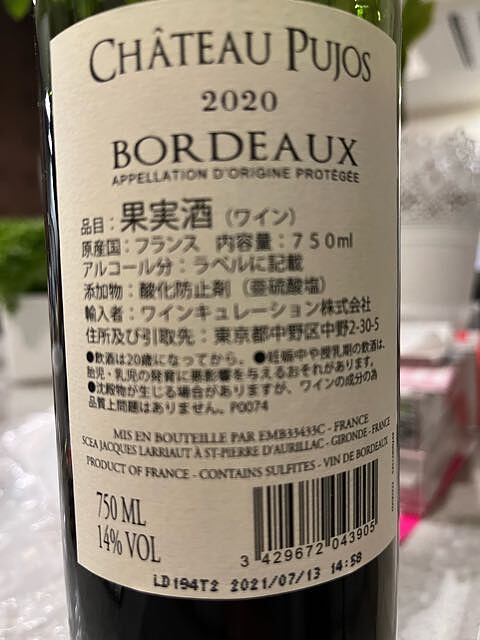 CHÂTEAU PUJOS
2020
BORDEAUX
APPELLATION D'ORIGINE PROTÉGÉE
品目：果実酒（ワイン）
原産国：フランス 内容量：７５０ml
アルコール分：ラベルに記載
添加物：酸化防止剤（亜硫酸塩）
輸入者：ワインキュレーション株式会社
住所及び引取先：東京都中野区中野2-30-5
●飲酒は20歳になってから。●妊娠中や授乳期の飲酒は、
胎児・乳児の発育に悪影響を与えるおそれがあります。
●沈殿物が生じる場合がありますが、ワインの成分の為
品質上問題はありません。P0074
MIS EN BOUTEILLE PAR EMB33433C - FRANCE
SCEA JACQUES LARRIAUT À ST-PIERRE D'AURILLAC - GIRONDE - FRANCE
PRODUCT OF FRANCE - CONTAINS SULFITES - VIN DE BORDEAUX
750 ML
14% VOL
3 429672 043905
LD194T2 2021/07/13 14:58